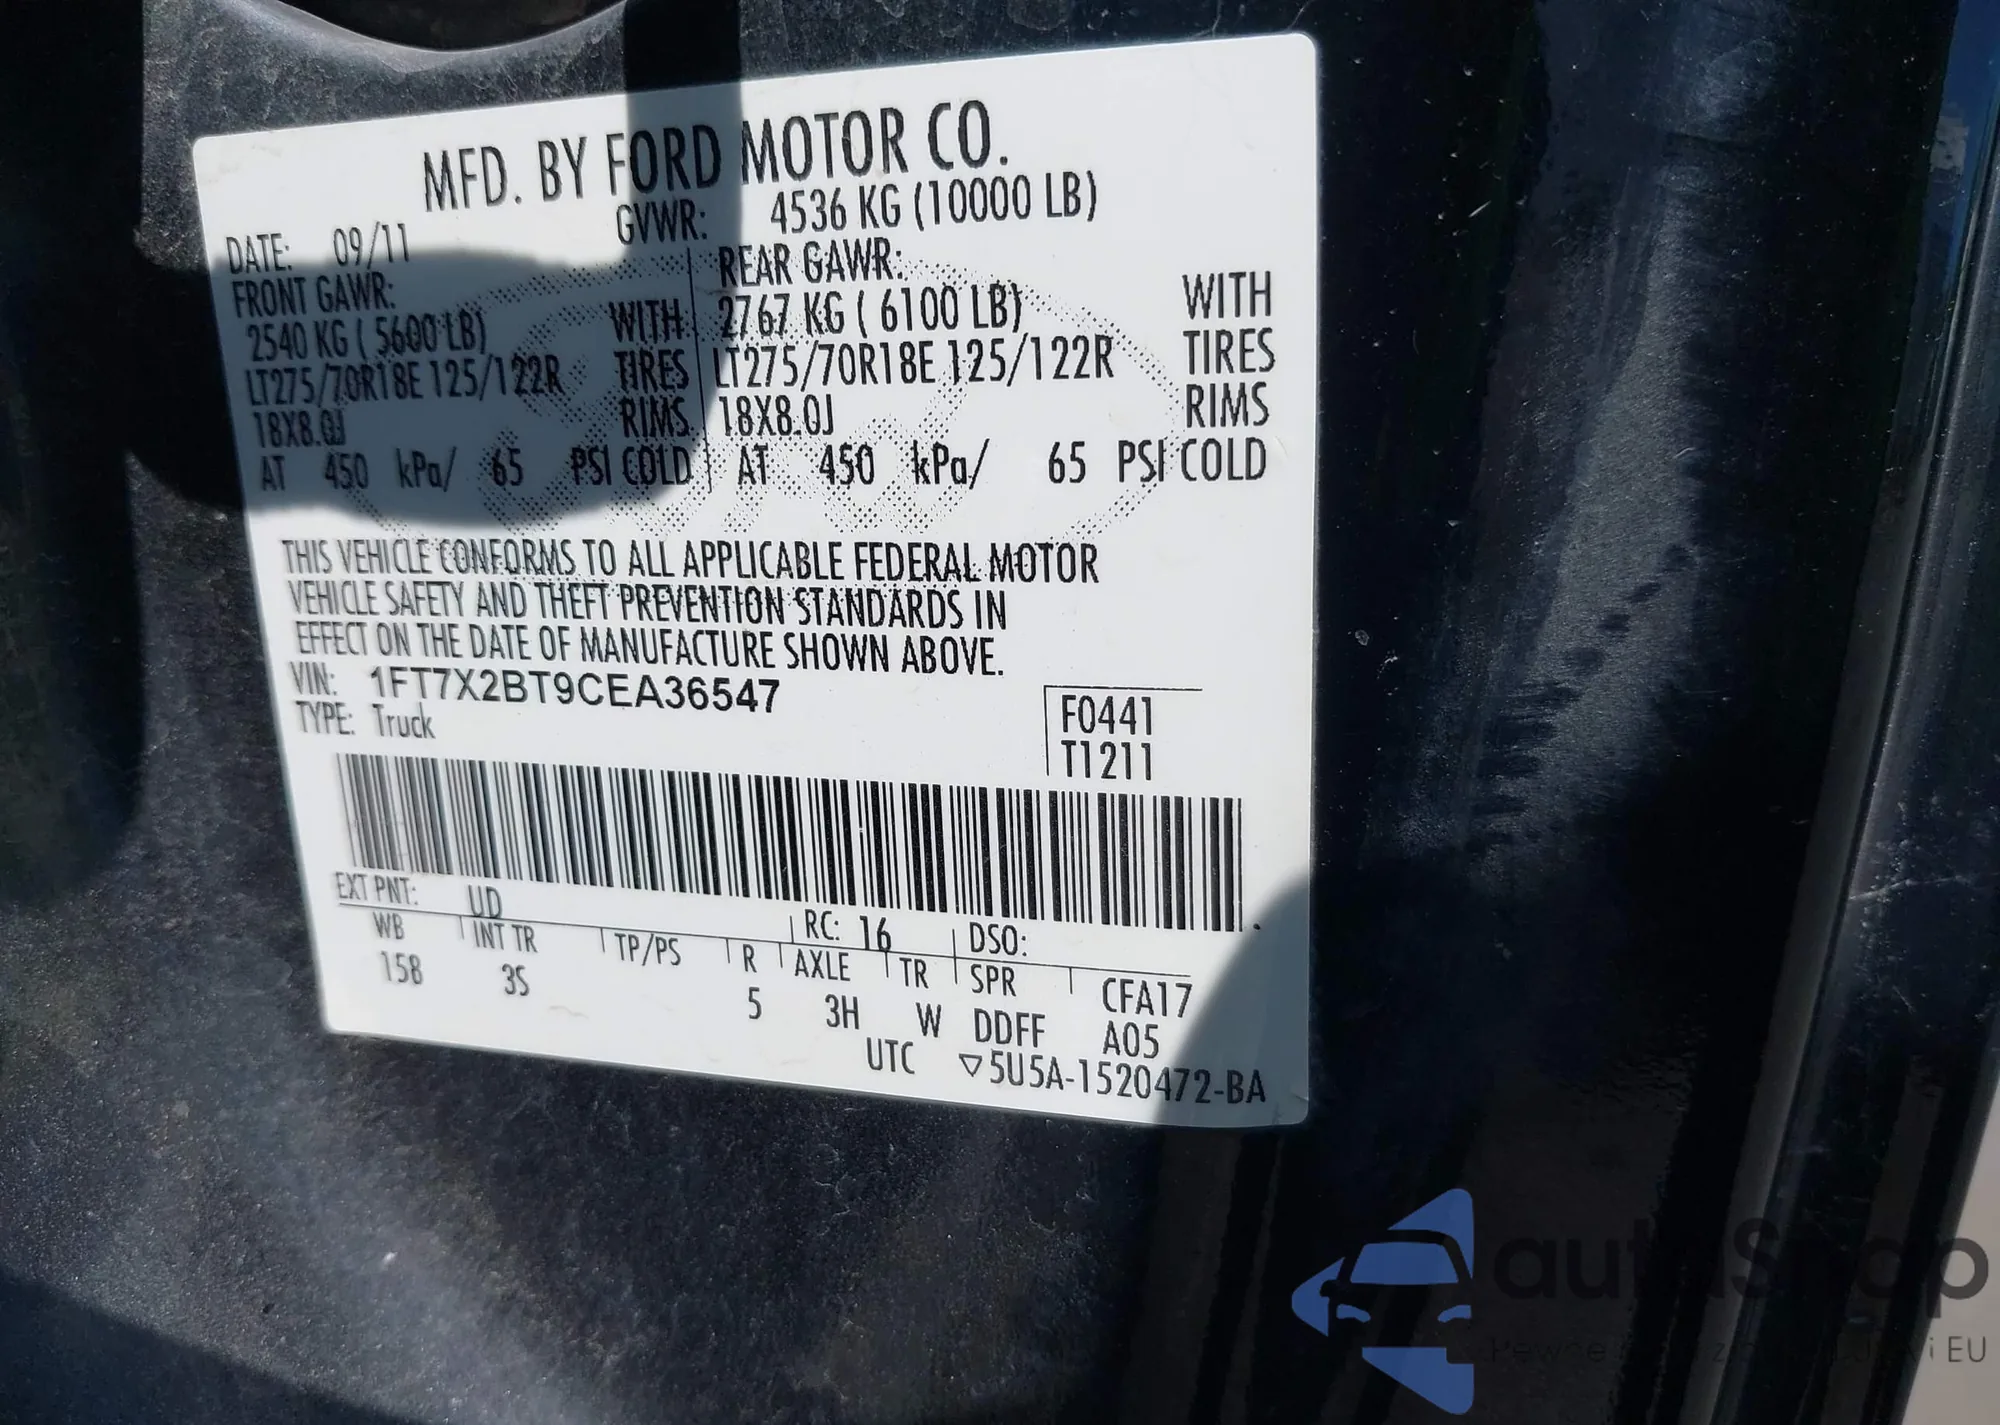 MFD. BY FORD MOTOR CO.
DATE: 09/11 GVWR: 4536 KG (10000 LB)
FRONT GAWR: REAR GAWR:
2540 KG ( 5600 LB) WITH 2767 KG ( 6100 LB) WITH
LT275/70R18E 125/122R TIRES LT275/70R18E 125/122R TIRES
18X8.0J RIMS 18X8.0J RIMS
AT 450 kPa/ 65 PSI COLD AT 450 kPa/ 65 PSI COLD
THIS VEHICLE CONFORMS TO ALL APPLICABLE FEDERAL MOTOR
VEHICLE SAFETY AND THEFT PREVENTION STANDARDS IN
EFFECT ON THE DATE OF MANUFACTURE SHOWN ABOVE.
VIN: 1FT7X2BT9CEA36547
TYPE: Truck
F0441
T1211
EXT PNT: UD RC: 16 DSO:
WB INT TR TP/PS R AXLE TR SPR CFA17
158 3S 5 3H W DDFF A05
UTC ▽5U5A-1520472-BA
autoSnap
Pewne i EU